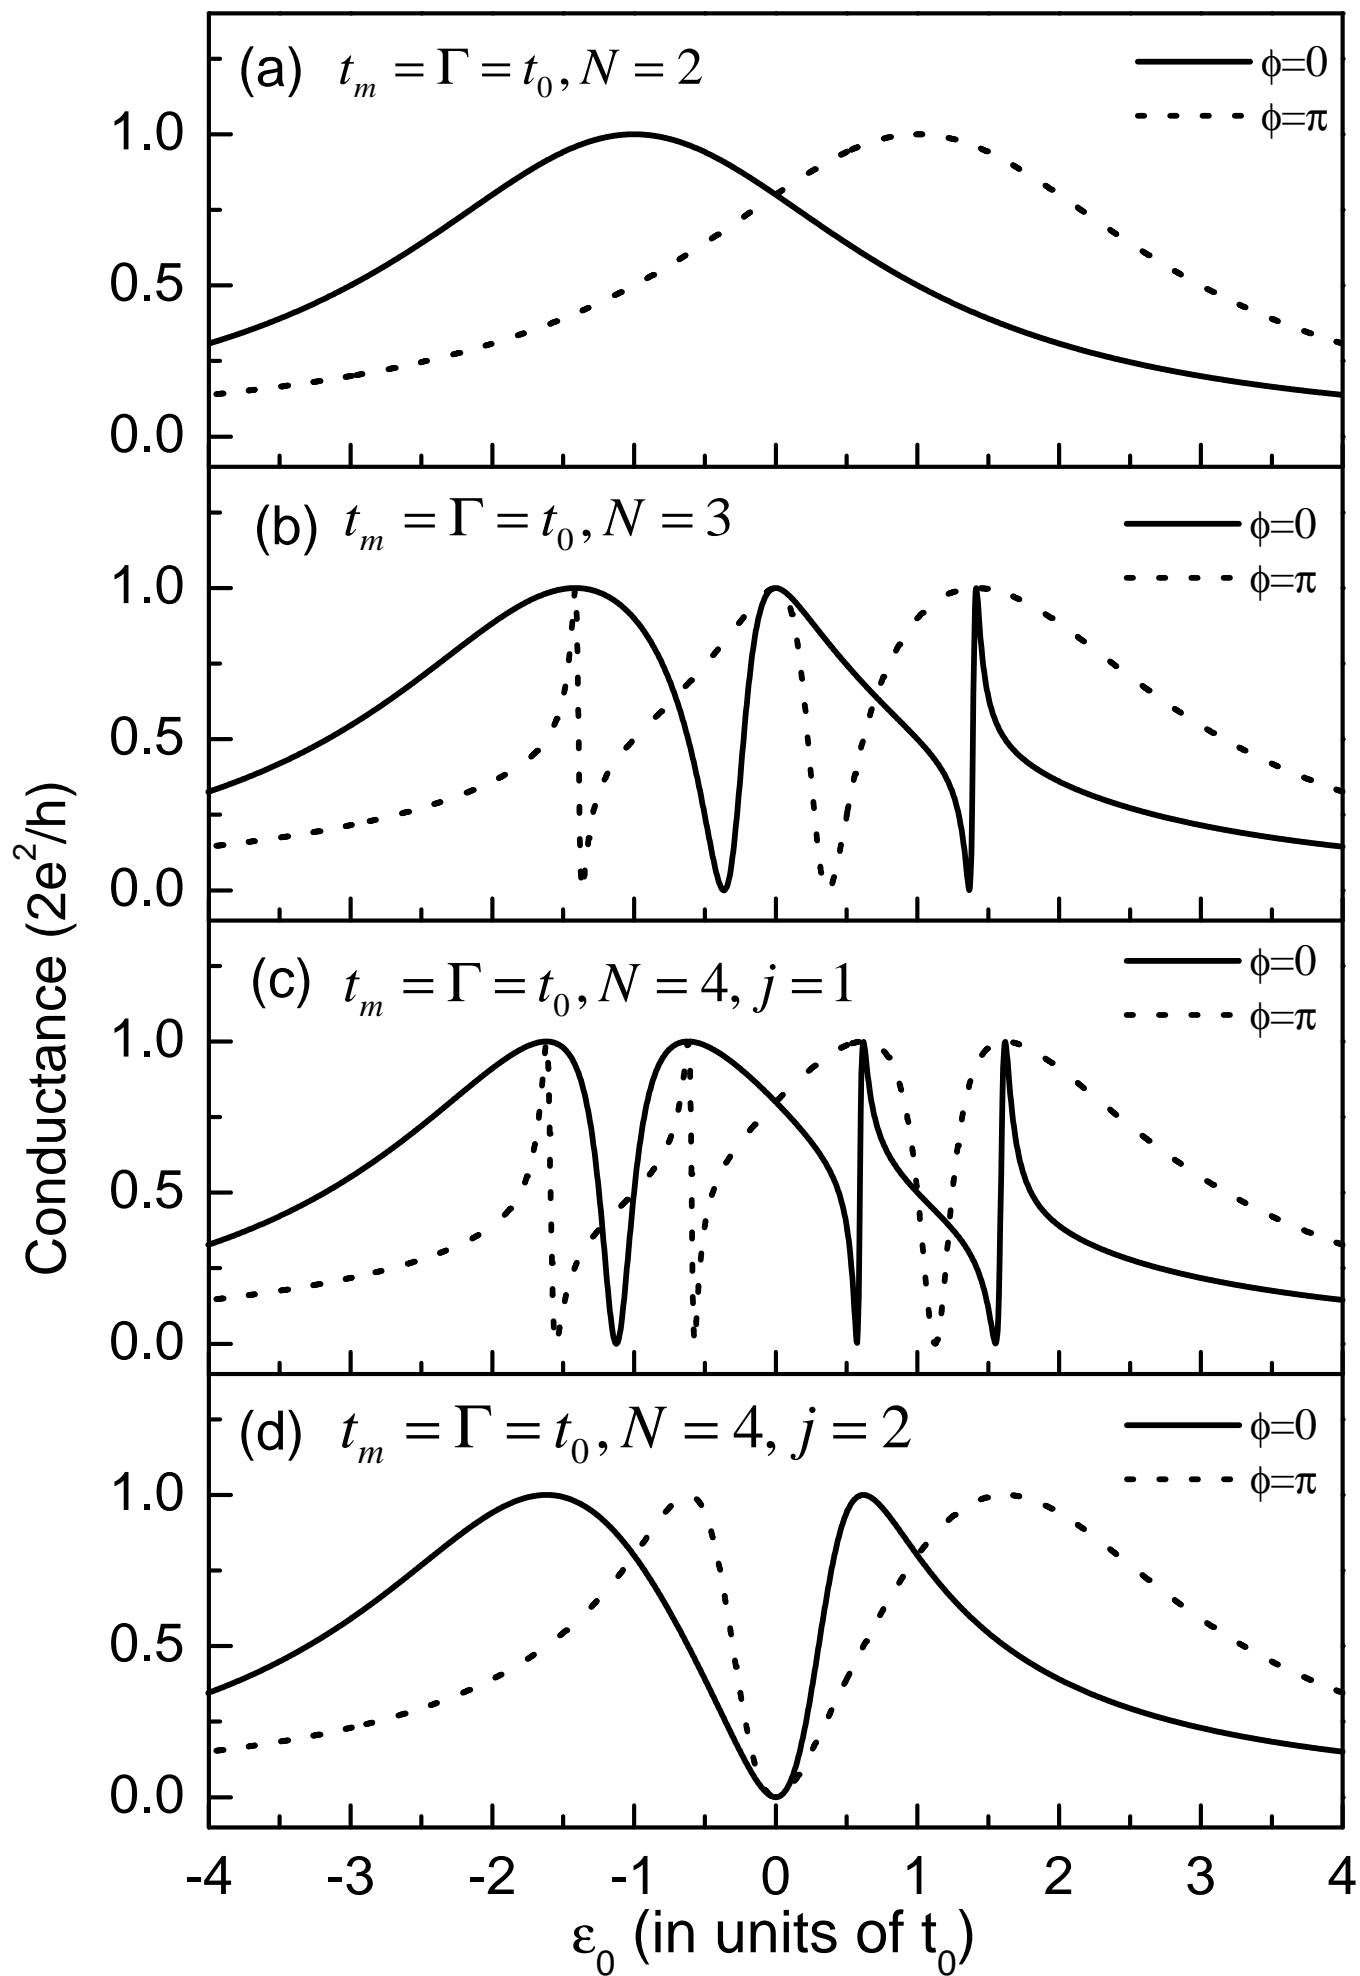 (a) t_m = Γ = t_0, N = 2
ϕ=0
ϕ=π
1.0
0.5
0.0
(b) t_m = Γ = t_0, N = 3
ϕ=0
ϕ=π
1.0
0.5
0.0
(c) t_m = Γ = t_0, N = 4, j = 1
ϕ=0
ϕ=π
1.0
0.5
0.0
(d) t_m = Γ = t_0, N = 4, j = 2
ϕ=0
ϕ=π
1.0
0.5
0.0
Conductance (2e²/h)
-4 -3 -2 -1 0 1 2 3 4
ε_0 (in units of t_0)